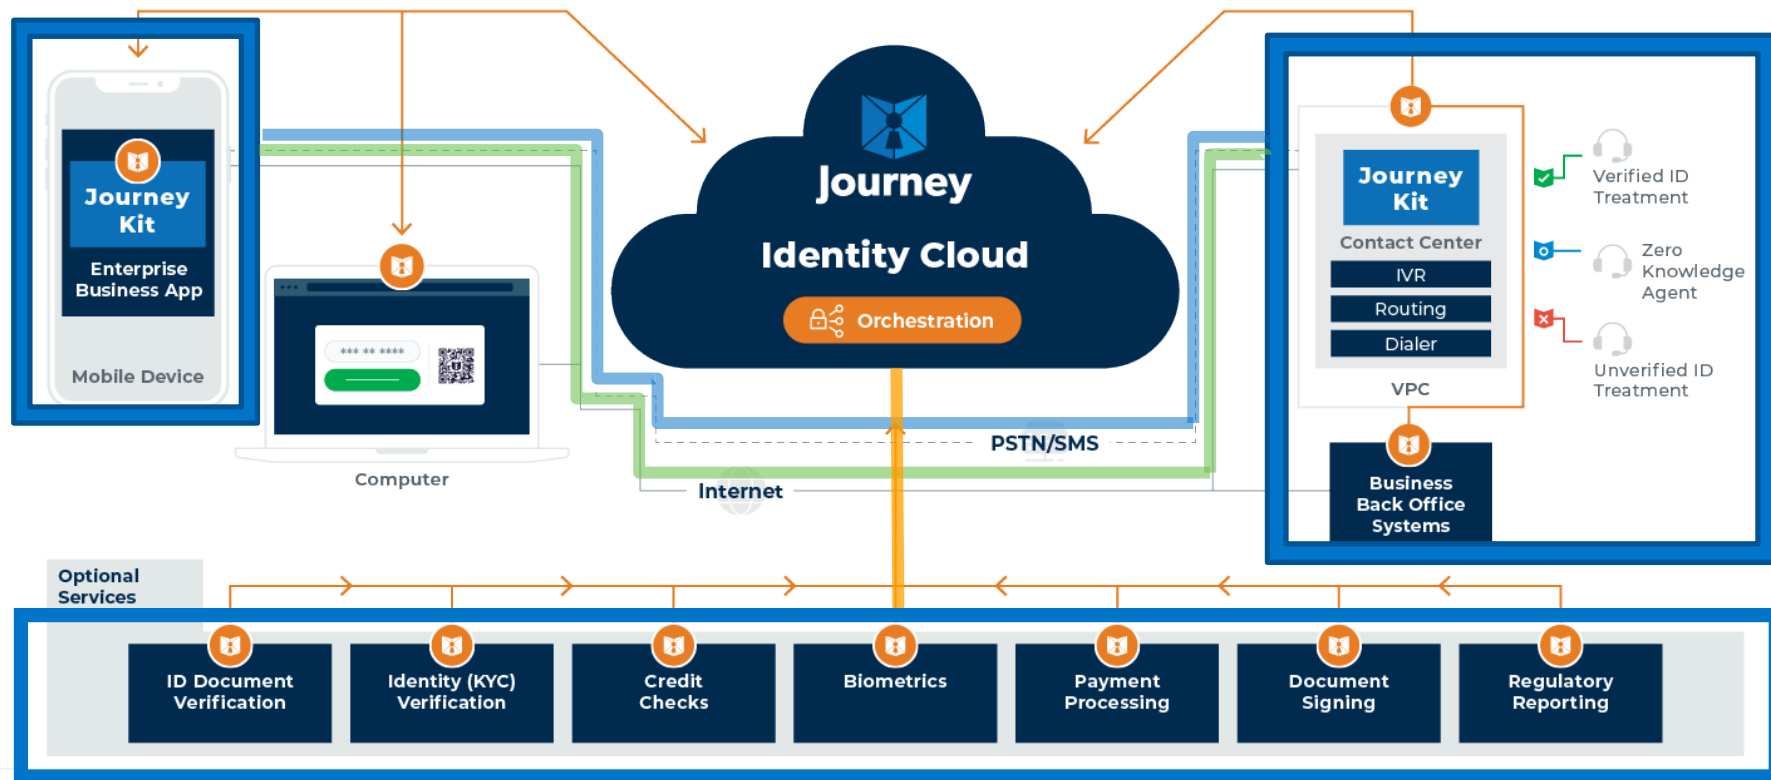 Journey
Kit
Enterprise
Business App
Mobile Device
*** ** ****
Computer
Journey
Identity Cloud
Orchestration
PSTN/SMS
Internet
Journey
Kit
Contact Center
IVR
Routing
Dialer
VPC
Business
Back Office
Systems
Verified ID
Treatment
Zero
Knowledge
Agent
Unverified ID
Treatment
Optional
Services
ID Document
Verification
Identity (KYC)
Verification
Credit
Checks
Biometrics
Payment
Processing
Document
Signing
Regulatory
Reporting